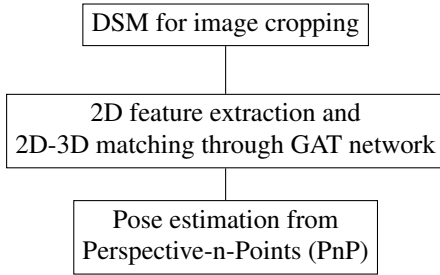 DSM for image cropping
2D feature extraction and
2D-3D matching through GAT network
Pose estimation from
Perspective-n-Points (PnP)